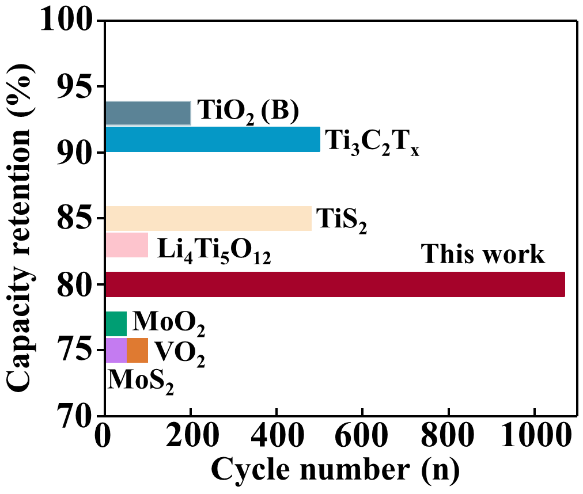 100
95
TiO₂ (B)
Ti₃C₂Tₓ
90
85
TiS₂
Li₄Ti₅O₁₂
This work
80
MoO₂
75
VO₂
MoS₂
70
0 200 400 600 800 1000
Cycle number (n)
Capacity retention (%)